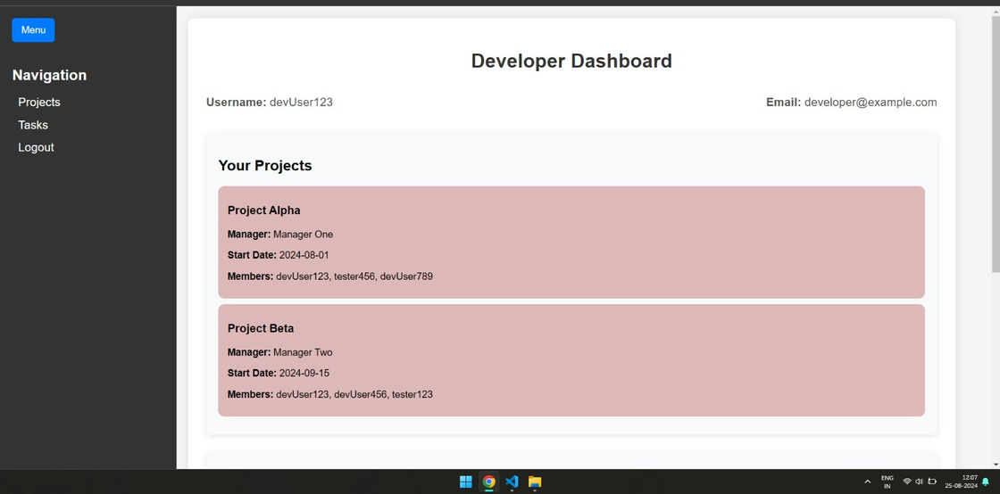 Menu
Navigation
Projects
Tasks
Logout
Developer Dashboard
Username: devUser123
Email: developer@example.com
Your Projects
Project Alpha
Manager: Manager One
Start Date: 2024-08-01
Members: devUser123, tester456, devUser789
Project Beta
Manager: Manager Two
Start Date: 2024-09-15
Members: devUser123, devUser456, tester123
ENG
IN
12:07
25-08-2024